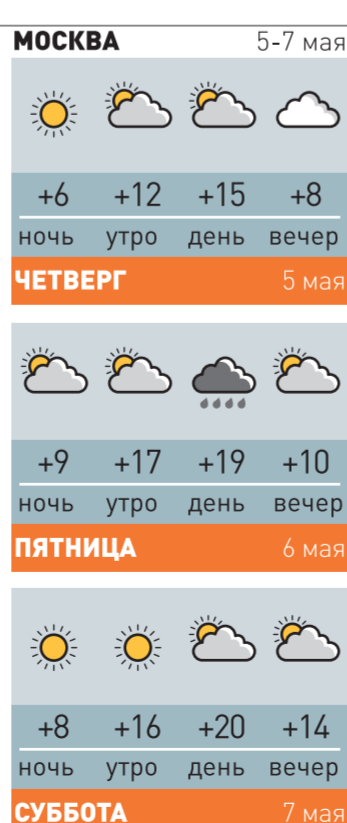 МОСКВА 5-7 мая
+6 +12 +15 +8
ночь утро день вечер
ЧЕТВЕРГ 5 мая
+9 +17 +19 +10
ночь утро день вечер
ПЯТНИЦА 6 мая
+8 +16 +20 +14
ночь утро день вечер
СУББОТА 7 мая